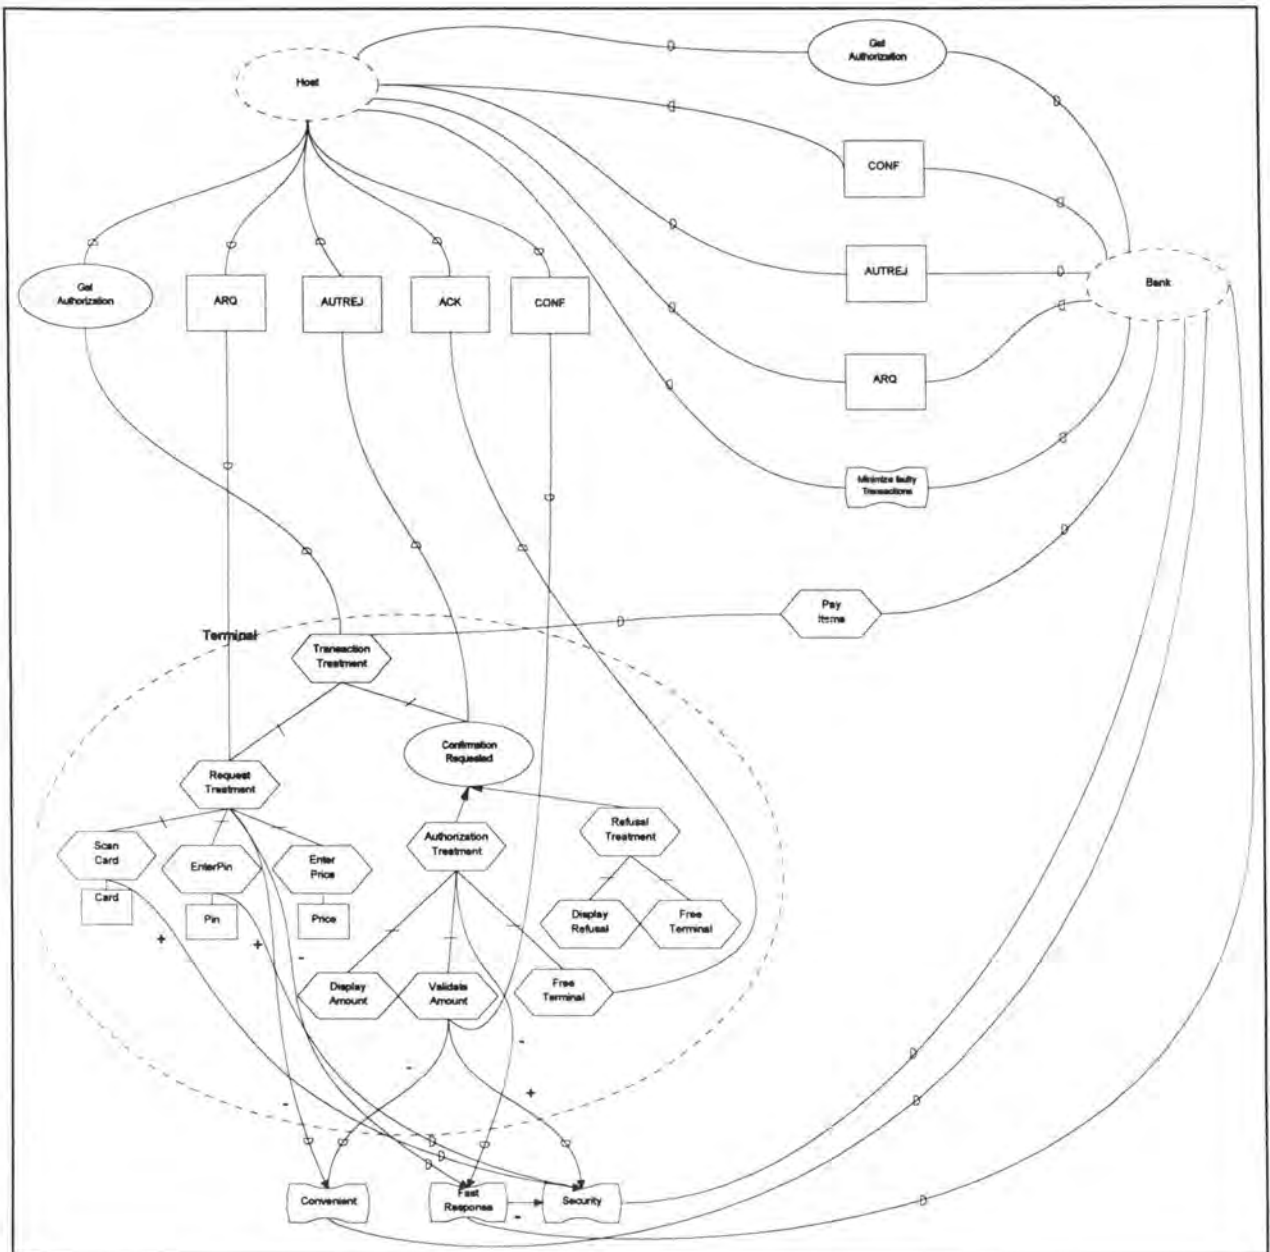 Get
Authorization
Host
CONF
AUTREJ
Bank
Get
Authorization
ARQ
AUTREJ
ACK
CONF
ARQ
Minimize faulty
Transactions
Pay
Items
Terminal
Transaction
Treatment
Confirmation
Requested
Request
Treatment
Refusal
Treatment
Authorization
Treatment
Scan
Card
EnterPin
Enter
Price
Card
Pin
Price
Display
Refusal
Free
Terminal
Display
Amount
Validate
Amount
Free
Terminal
+
+
-
-
-
+
-
Convenient
Fast
Response
Security
-